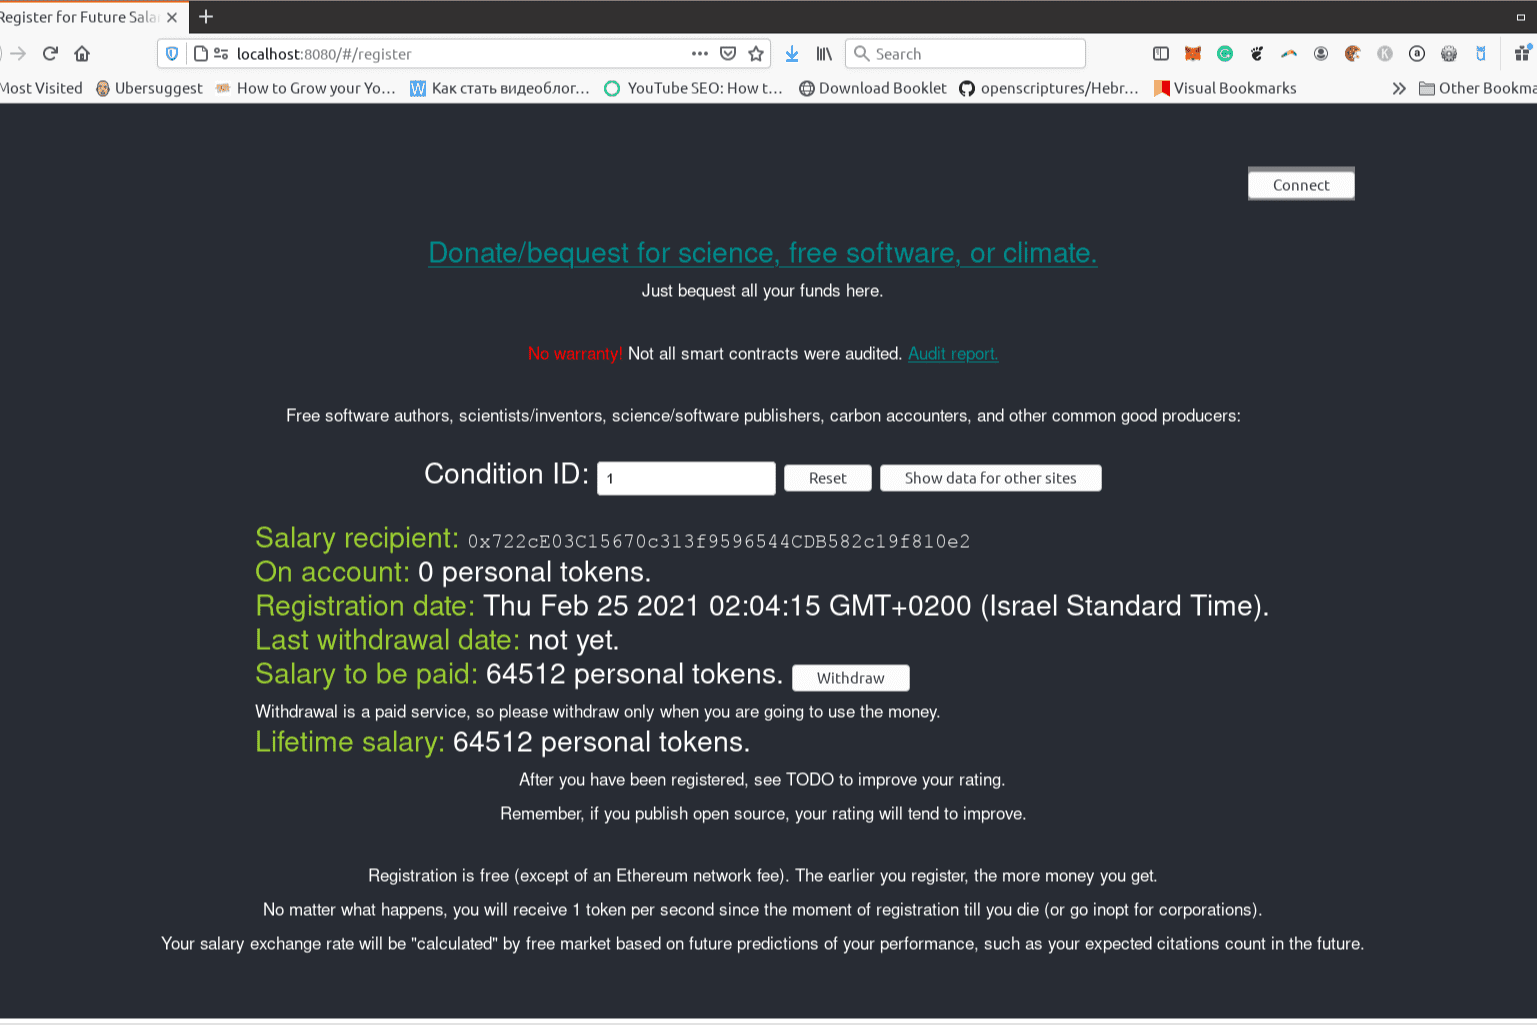 Register for Future Sala
localhost:8080/#/register
Search
Most Visited
Ubersuggest
How to Grow your Yo...
Как стать видеоблог...
YouTube SEO: How t...
Download Booklet
openscriptures/Hebr...
Visual Bookmarks
Other Bookma
Connect
Donate/bequest for science, free software, or climate.
Just bequest all your funds here.
No warranty! Not all smart contracts were audited. Audit report.
Free software authors, scientists/inventors, science/software publishers, carbon accounters, and other common good producers:
Condition ID: 1 Reset Show data for other sites
Salary recipient: 0x722cE03C15670c313f9596544CDB582c19f810e2
On account: 0 personal tokens.
Registration date: Thu Feb 25 2021 02:04:15 GMT+0200 (Israel Standard Time).
Last withdrawal date: not yet.
Salary to be paid: 64512 personal tokens. Withdraw
Withdrawal is a paid service, so please withdraw only when you are going to use the money.
Lifetime salary: 64512 personal tokens.
After you have been registered, see TODO to improve your rating.
Remember, if you publish open source, your rating will tend to improve.
Registration is free (except of an Ethereum network fee). The earlier you register, the more money you get.
No matter what happens, you will receive 1 token per second since the moment of registration till you die (or go inopt for corporations).
Your salary exchange rate will be "calculated" by free market based on future predictions of your performance, such as your expected citations count in the future.